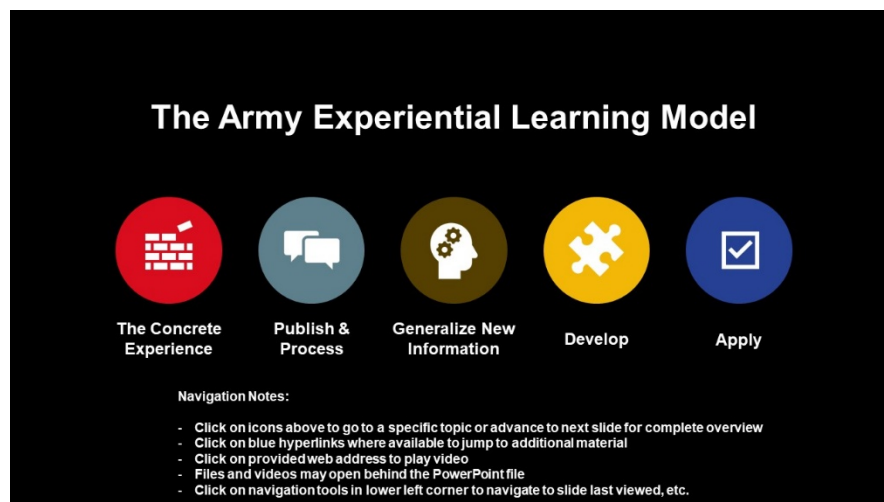 The Army Experiential Learning Model
The Concrete
Experience
Publish &
Process
Generalize New
Information
Develop
Apply
Navigation Notes:
- Click on icons above to go to a specific topic or advance to next slide for complete overview
- Click on blue hyperlinks where available to jump to additional material
- Click on provided web address to play video
- Files and videos may open behind the PowerPoint file
- Click on navigation tools in lower left corner to navigate to slide last viewed, etc.